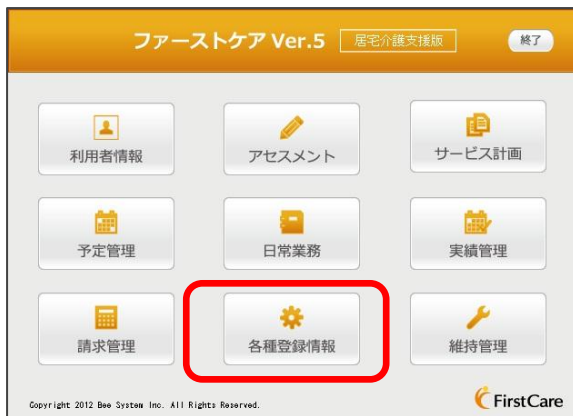 ファーストケア Ver.5 居宅介護支援版 終了
利用者情報 アセスメント サービス計画
予定管理 日常業務 実績管理
請求管理 各種登録情報 維持管理
Copyright 2012 Bee System Inc. All Rights Reserved. FirstCare